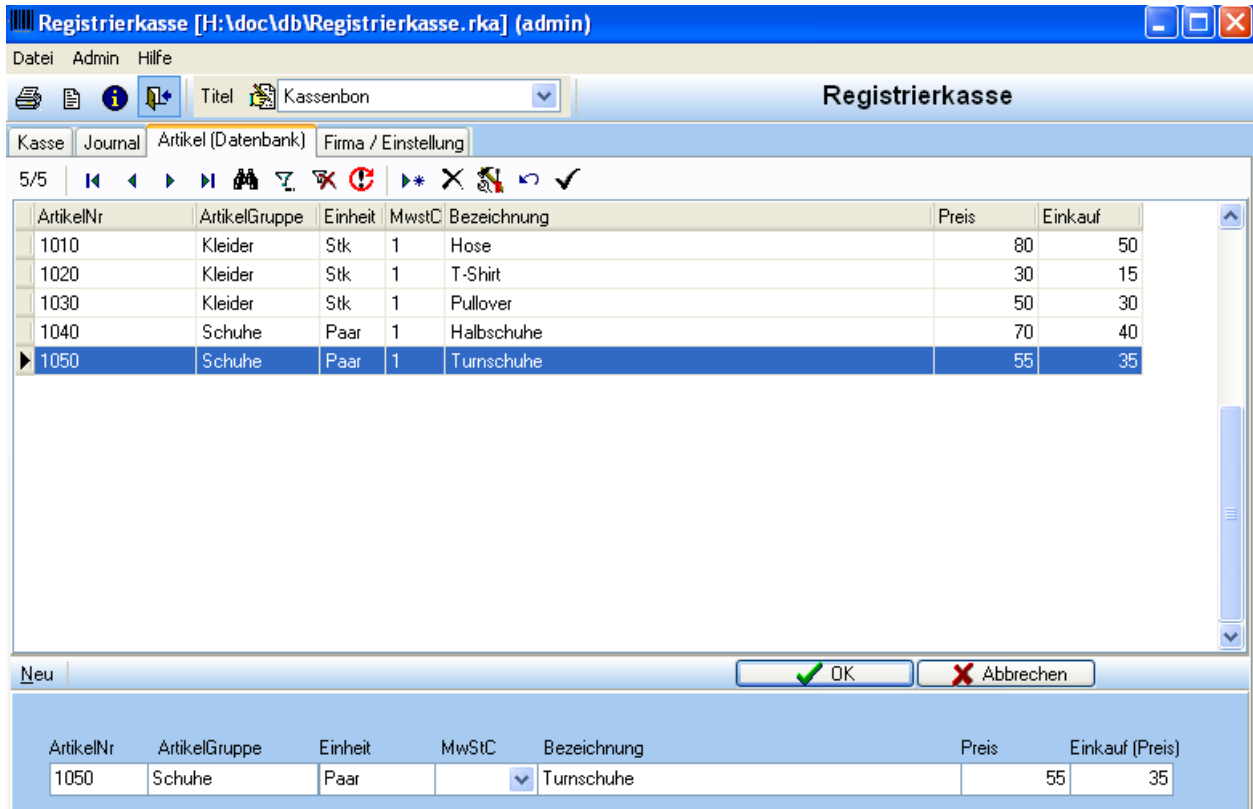 Registrierkasse [H:\doc\db\Registrierkasse.rka] (admin)
Datei Admin Hilfe
Titel Kassenbon Registrierkasse
Kasse Journal Artikel (Datenbank) Firma / Einstellung
5/5
ArtikelNr ArtikelGruppe Einheit MwstC Bezeichnung Preis Einkauf
1010 Kleider Stk 1 Hose 80 50
1020 Kleider Stk 1 T-Shirt 30 15
1030 Kleider Stk 1 Pullover 50 30
1040 Schuhe Paar 1 Halbschuhe 70 40
1050 Schuhe Paar 1 Turnschuhe 55 35
Neu OK Abbrechen
ArtikelNr ArtikelGruppe Einheit MwStC Bezeichnung Preis Einkauf (Preis)
1050 Schuhe Paar Turnschuhe 55 35